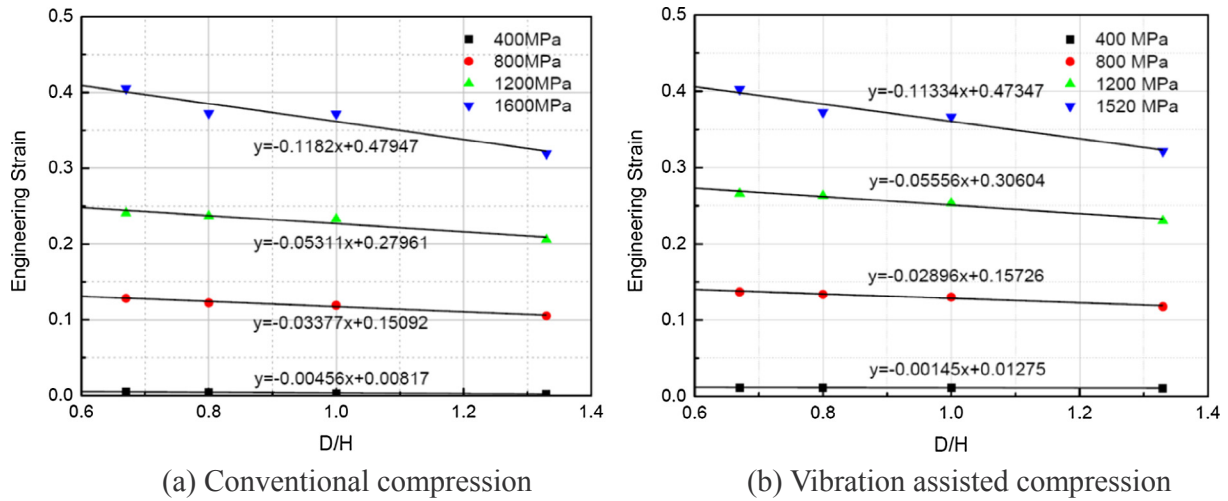 0.5
0.4
0.3
0.2
0.1
0.0
Engineering Strain
400MPa
800MPa
1200MPa
1600MPa
y=-0.1182x+0.47947
y=-0.05311x+0.27961
y=-0.03377x+0.15092
y=-0.00456x+0.00817
0.6 0.8 1.0 1.2 1.4
D/H
(a) Conventional compression
0.5
0.4
0.3
0.2
0.1
0.0
Engineering Strain
400 MPa
800 MPa
1200 MPa
1520 MPa
y=-0.11334x+0.47347
y=-0.05556x+0.30604
y=-0.02896x+0.15726
y=-0.00145x+0.01275
0.6 0.8 1.0 1.2 1.4
D/H
(b) Vibration assisted compression